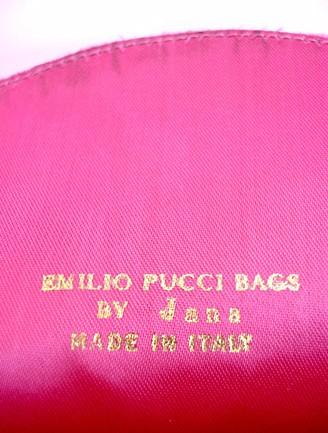 EMILIO PUCCI BAGS
BY Jana
MADE IN ITALY